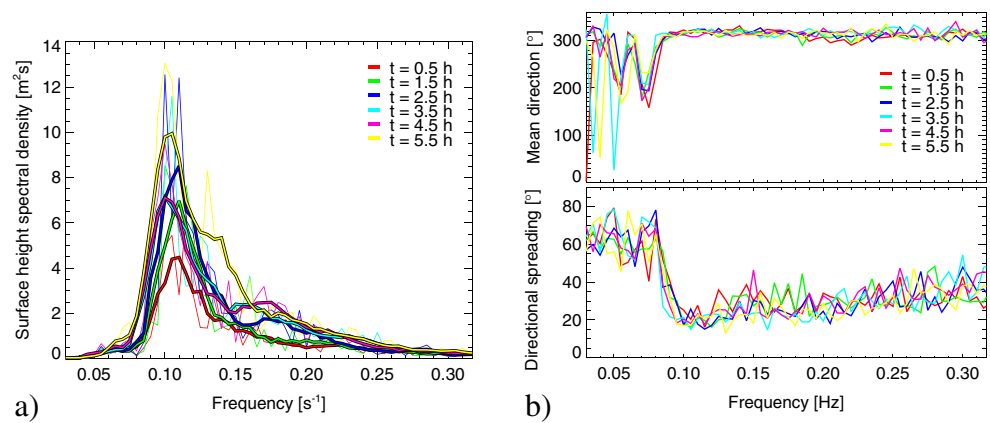 14
12
10
8
6
4
2
0
0.05 0.10 0.15 0.20 0.25 0.30
Surface height spectral density [m²s]
Frequency [s⁻¹]
t = 0.5 h
t = 1.5 h
t = 2.5 h
t = 3.5 h
t = 4.5 h
t = 5.5 h
a)
300
200
100
0
Mean direction [°]
t = 0.5 h
t = 1.5 h
t = 2.5 h
t = 3.5 h
t = 4.5 h
t = 5.5 h
80
60
40
20
0
Directional spreading [°]
0.05 0.10 0.15 0.20 0.25 0.30
Frequency [Hz]
b)